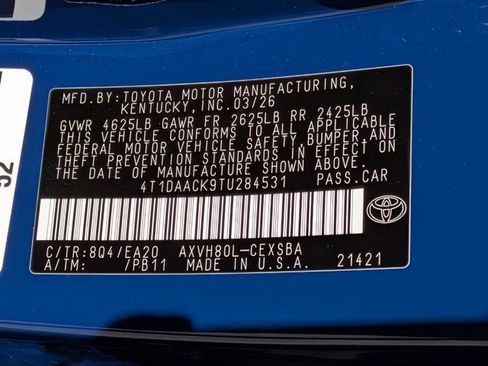 MFD.BY:TOYOTA MOTOR MANUFACTURING,
KENTUCKY, INC.03/26
GVWR 4625LB GAWR FR 2625LB RR 2425LB
THIS VEHICLE CONFORMS TO ALL APPLICABLE
FEDERAL MOTOR VEHICLE SAFETY,BUMPER,AND
THEFT PREVENTION STANDARDS IN EFFECT ON
THE DATE OF MANUFACTURE SHOWN ABOVE.
4T1DAACK9TU284531 PASS.CAR
C/TR:8Q4/EA20 AXVH80L-CEXSBA
A/TM: /PB11 MADE IN U.S.A. 21421
52